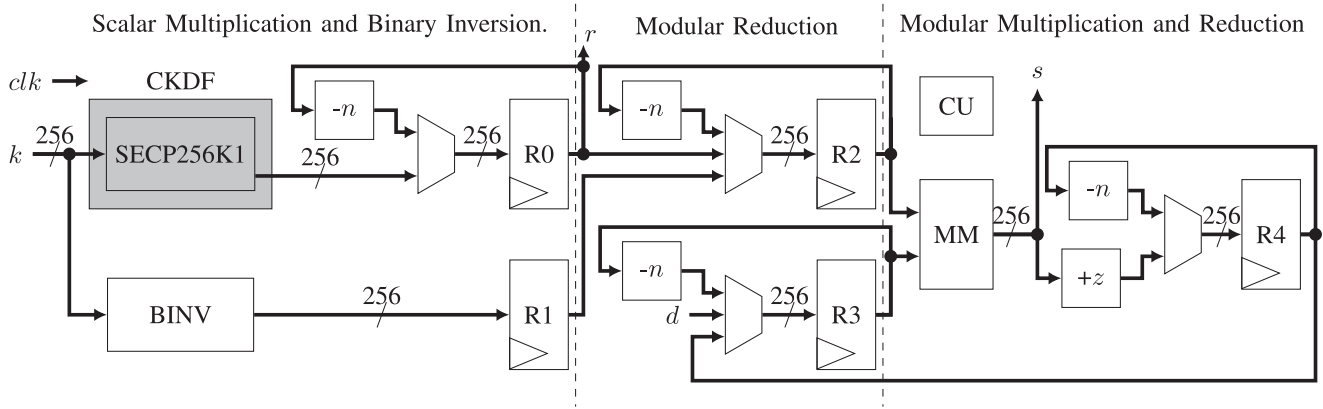 Scalar Multiplication and Binary Inversion.
Modular Reduction
Modular Multiplication and Reduction
r
clk
CKDF
s
-n
-n
CU
256
k
SECP256K1
256
256
R0
256
R2
-n
256
MM
256
256
R4
-n
+z
BINV
256
R1
d
256
R3